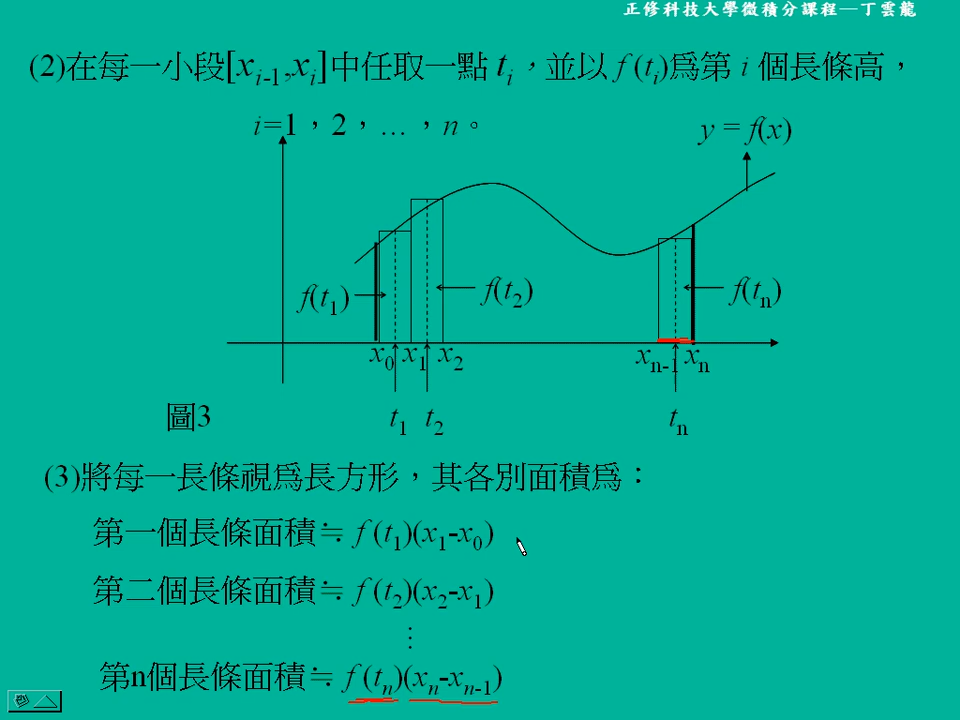 正修科技大學微積分課程—丁雲龍
(2)在每一小段[xᵢ₋₁,xᵢ]中任取一點 tᵢ，並以 f (tᵢ)為第 i 個長條高，
i=1，2，…，n。
y = f(x)
f(t₁)
f(t₂)
f(tₙ)
x₀ x₁ x₂
xₙ₋₁ xₙ
圖3
t₁ t₂
tₙ
(3)將每一長條視為長方形，其各別面積為：
第一個長條面積≒ f (t₁)(x₁-x₀)
第二個長條面積≒ f (t₂)(x₂-x₁)
⋮
第n個長條面積≒ f (tₙ)(xₙ-xₙ₋₁)